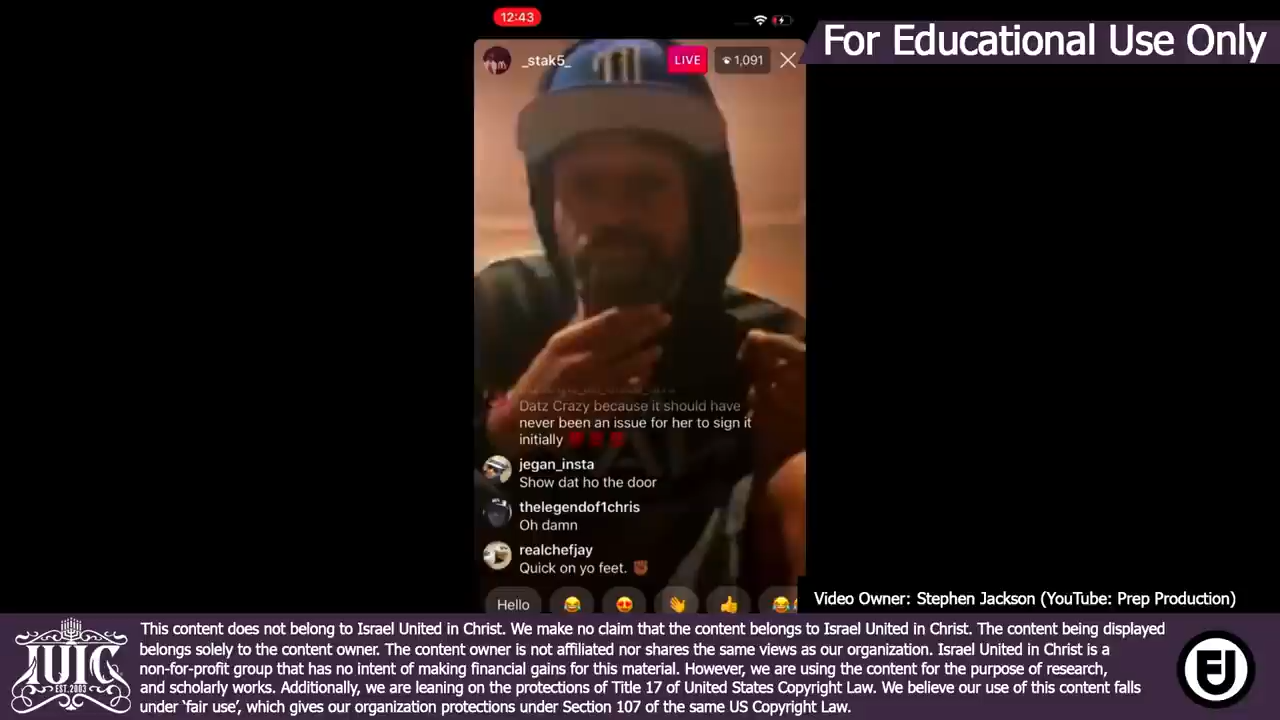 12:43
For Educational Use Only
_stak5_
LIVE
1,091
Datz Crazy because it should have
never been an issue for her to sign it
initially
jegan_insta
Show dat ho the door
thelegendof1chris
Oh damn
realchefjay
Quick on yo feet.
Hello
Video Owner: Stephen Jackson (YouTube: Prep Production)
This content does not belong to Israel United in Christ. We make no claim that the content belongs to Israel United in Christ. The content being displayed
belongs solely to the content owner. The content owner is not affiliated nor shares the same views as our organization. Israel United in Christ is a
non-for-profit group that has no intent of making financial gains for this material. However, we are using the content for the purpose of research,
and scholarly works. Additionally, we are leaning on the protections of Title 17 of United States Copyright Law. We believe our use of this content falls
under ‘fair use’, which gives our organization protections under Section 107 of the same US Copyright Law.
IUIC
EST. 2003